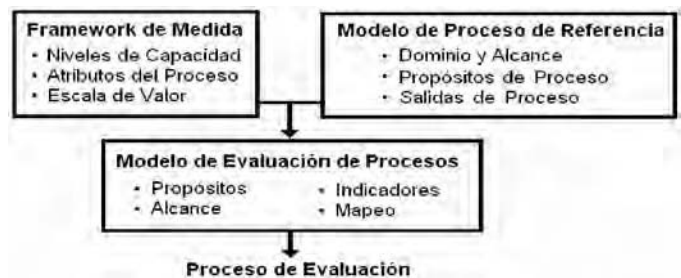 Framework de Medida
• Niveles de Capacidad
• Atributos del Proceso
• Escala de Valor
Modelo de Proceso de Referencia
• Dominio y Alcance
• Propósitos de Proceso
• Salidas de Proceso
Modelo de Evaluación de Procesos
• Propósitos
• Alcance
• Indicadores
• Mapeo
Proceso de Evaluación